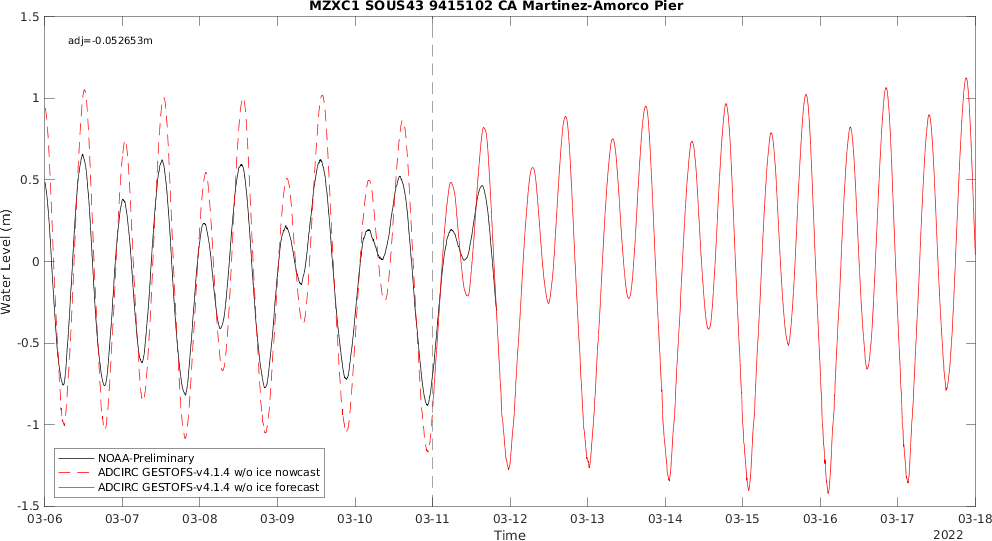 MZXC1 SOUS43 9415102 CA Martinez-Amorco Pier
adj=-0.052653m
Water Level (m)
1.5
1
0.5
0
-0.5
-1
-1.5
NOAA-Preliminary
ADCIRC GESTOFS-v4.1.4 w/o ice nowcast
ADCIRC GESTOFS-v4.1.4 w/o ice forecast
03-06 03-07 03-08 03-09 03-10 03-11 03-12 03-13 03-14 03-15 03-16 03-17 03-18
Time
2022